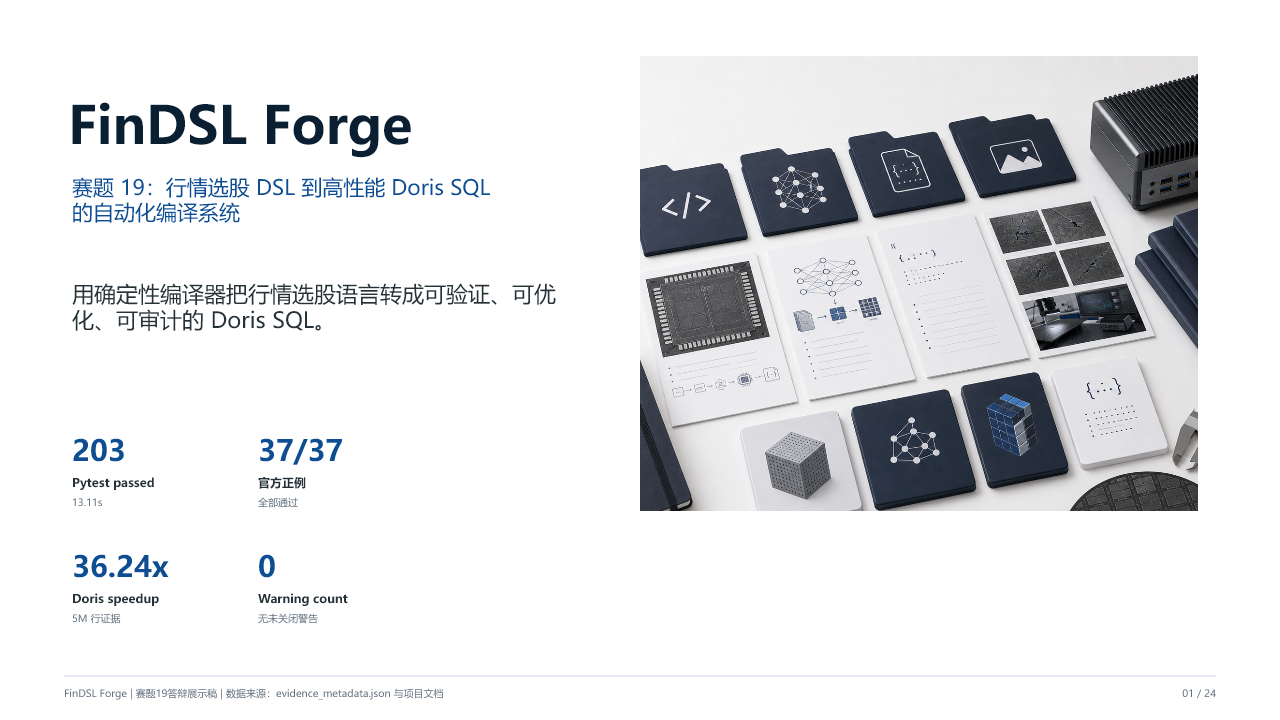 FinDSL Forge
赛题 19：行情选股 DSL 到高性能 Doris SQL
的自动化编译系统
用确定性编译器把行情选股语言转成可验证、可优
化、可审计的 Doris SQL。
203
Pytest passed
13.11s
37/37
官方正例
全部通过
36.24x
Doris speedup
5M 行证据
0
Warning count
无未关闭警告
FinDSL Forge | 赛题19答辩展示稿 | 数据来源：evidence_metadata.json 与项目文档
01 / 24